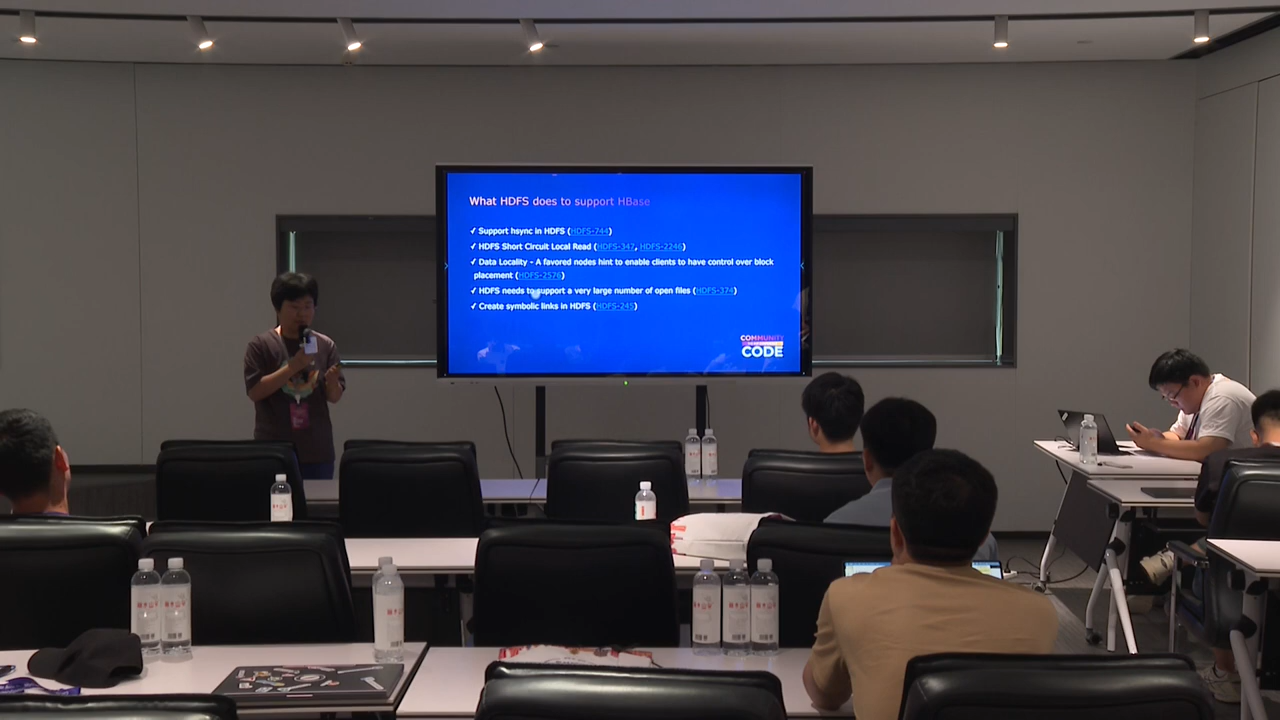 What HDFS does to support HBase
✓ Support hsync in HDFS (HDFS-744)
✓ HDFS Short Circuit Local Read (HDFS-347, HDFS-2246)
✓ Data Locality - A favored nodes hint to enable clients to have control over block
placement (HDFS-2576)
✓ HDFS needs to support a very large number of open files (HDFS-374)
✓ Create symbolic links in HDFS (HDFS-245)
COMMUNITY
CODE